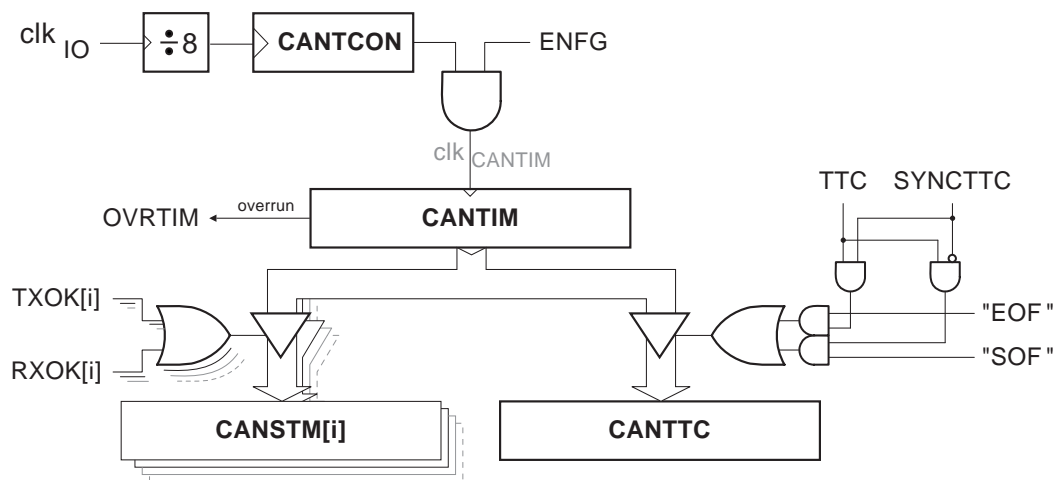 clk IO
÷8
CANTCON
ENFG
clk CANTIM
TTC SYNCTTC
OVRTIM
overrun
CANTIM
TXOK[i]
"EOF"
RXOK[i]
"SOF"
CANSTM[i]
CANTTC